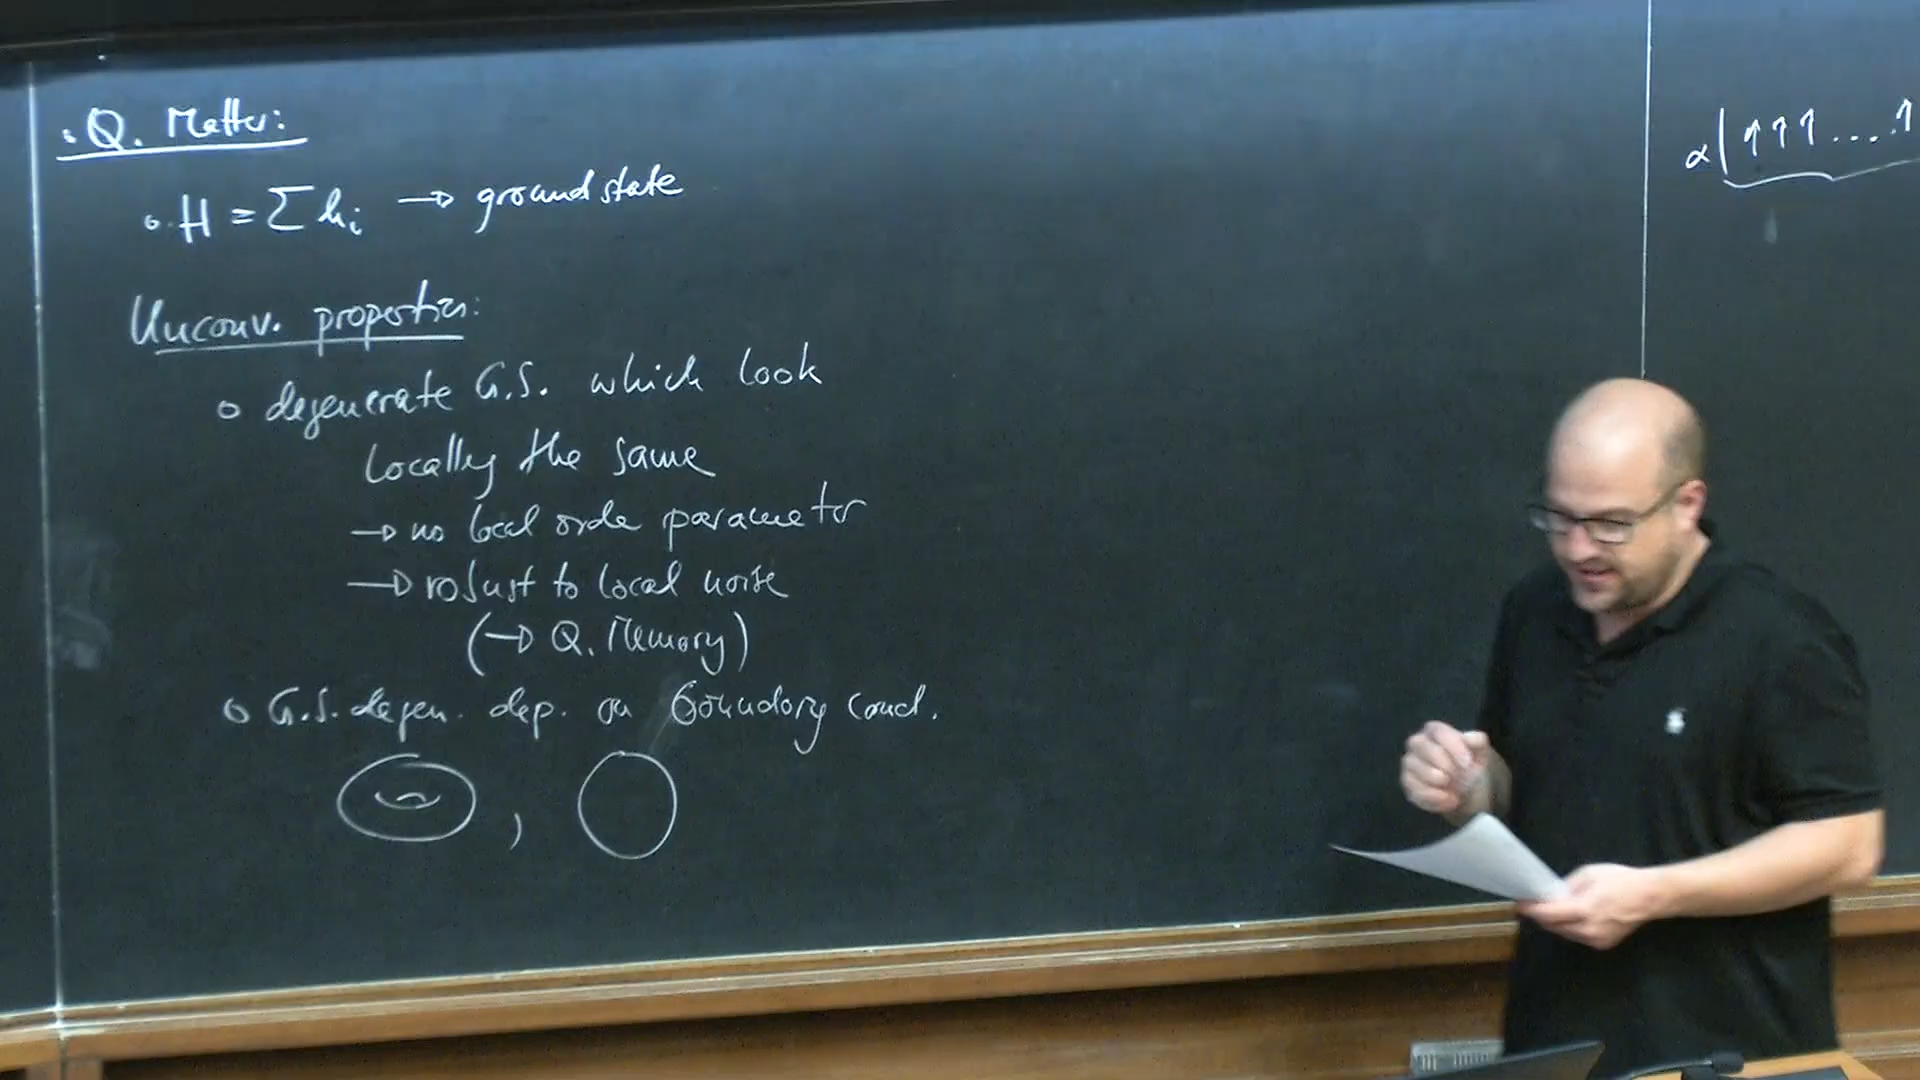 Q. Matter:
H = Σ hᵢ → ground state
Unconv. properties:
o degenerate G.S. which look
locally the same
→ no local order parameter
→ robust to local noise
(→ Q. Memory)
o G.S. degen. dep. on boundary cond.
,
α|↑↑↑....↑